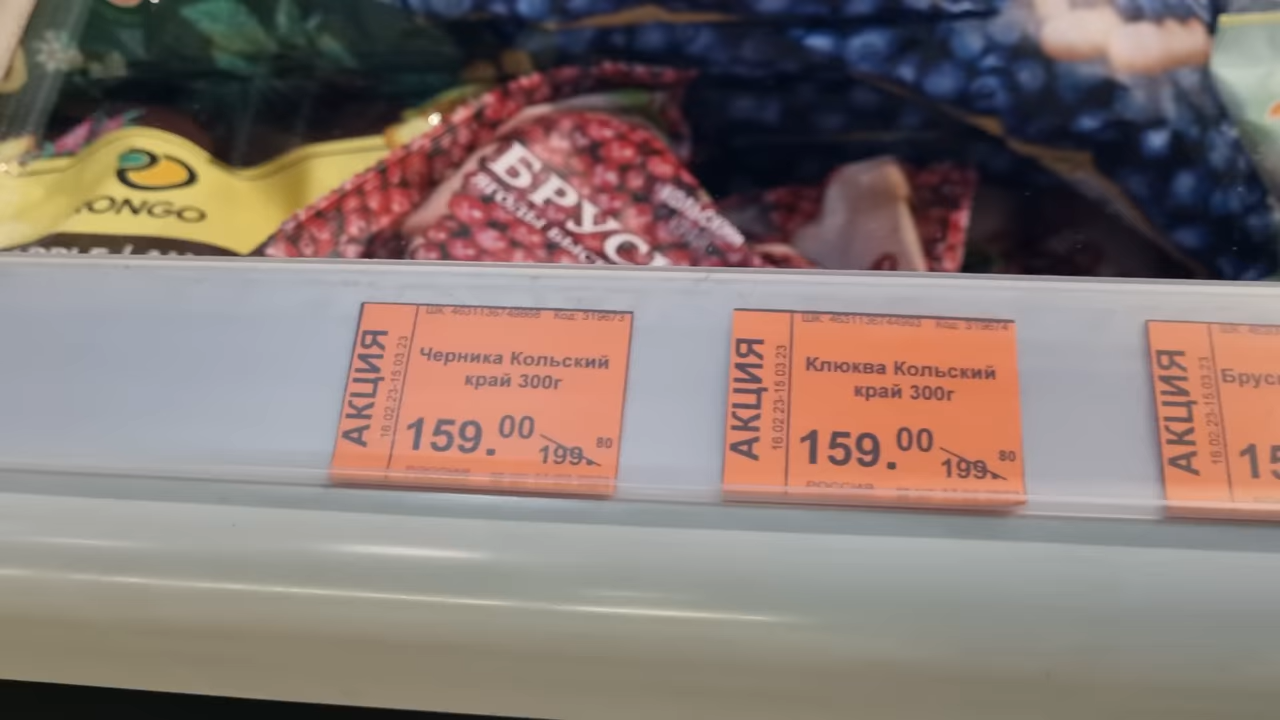 ONGO
БРУС
ЯГОДЫ
АКЦИЯ
16.02.23-15.03.23
Черника Кольский
край 300г
159.00
199.80
АКЦИЯ
16.02.23-15.03.23
Клюква Кольский
край 300г
159.00
199.80
РОССИЯ
АКЦИЯ
16.02.23-15.03.23
Брус
15